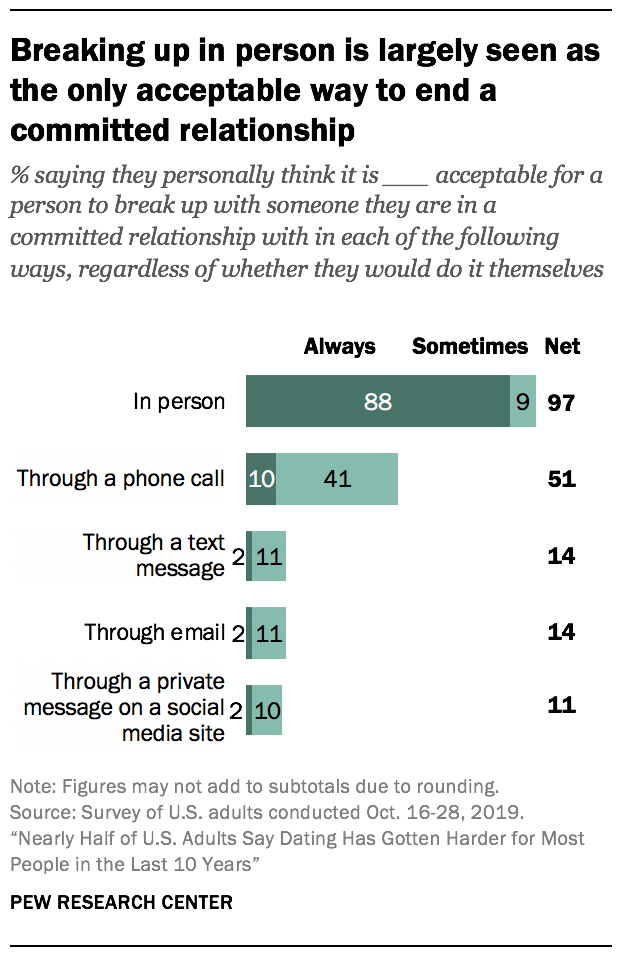 Breaking up in person is largely seen as
the only acceptable way to end a
committed relationship
% saying they personally think it is ___ acceptable for a
person to break up with someone they are in a
committed relationship with in each of the following
ways, regardless of whether they would do it themselves
Always Sometimes Net
In person 88 9 97
Through a phone call 10 41 51
Through a text
message 2 11 14
Through email 2 11 14
Through a private
message on a social 2 10 11
media site
Note: Figures may not add to subtotals due to rounding.
Source: Survey of U.S. adults conducted Oct. 16-28, 2019.
“Nearly Half of U.S. Adults Say Dating Has Gotten Harder for Most
People in the Last 10 Years”
PEW RESEARCH CENTER